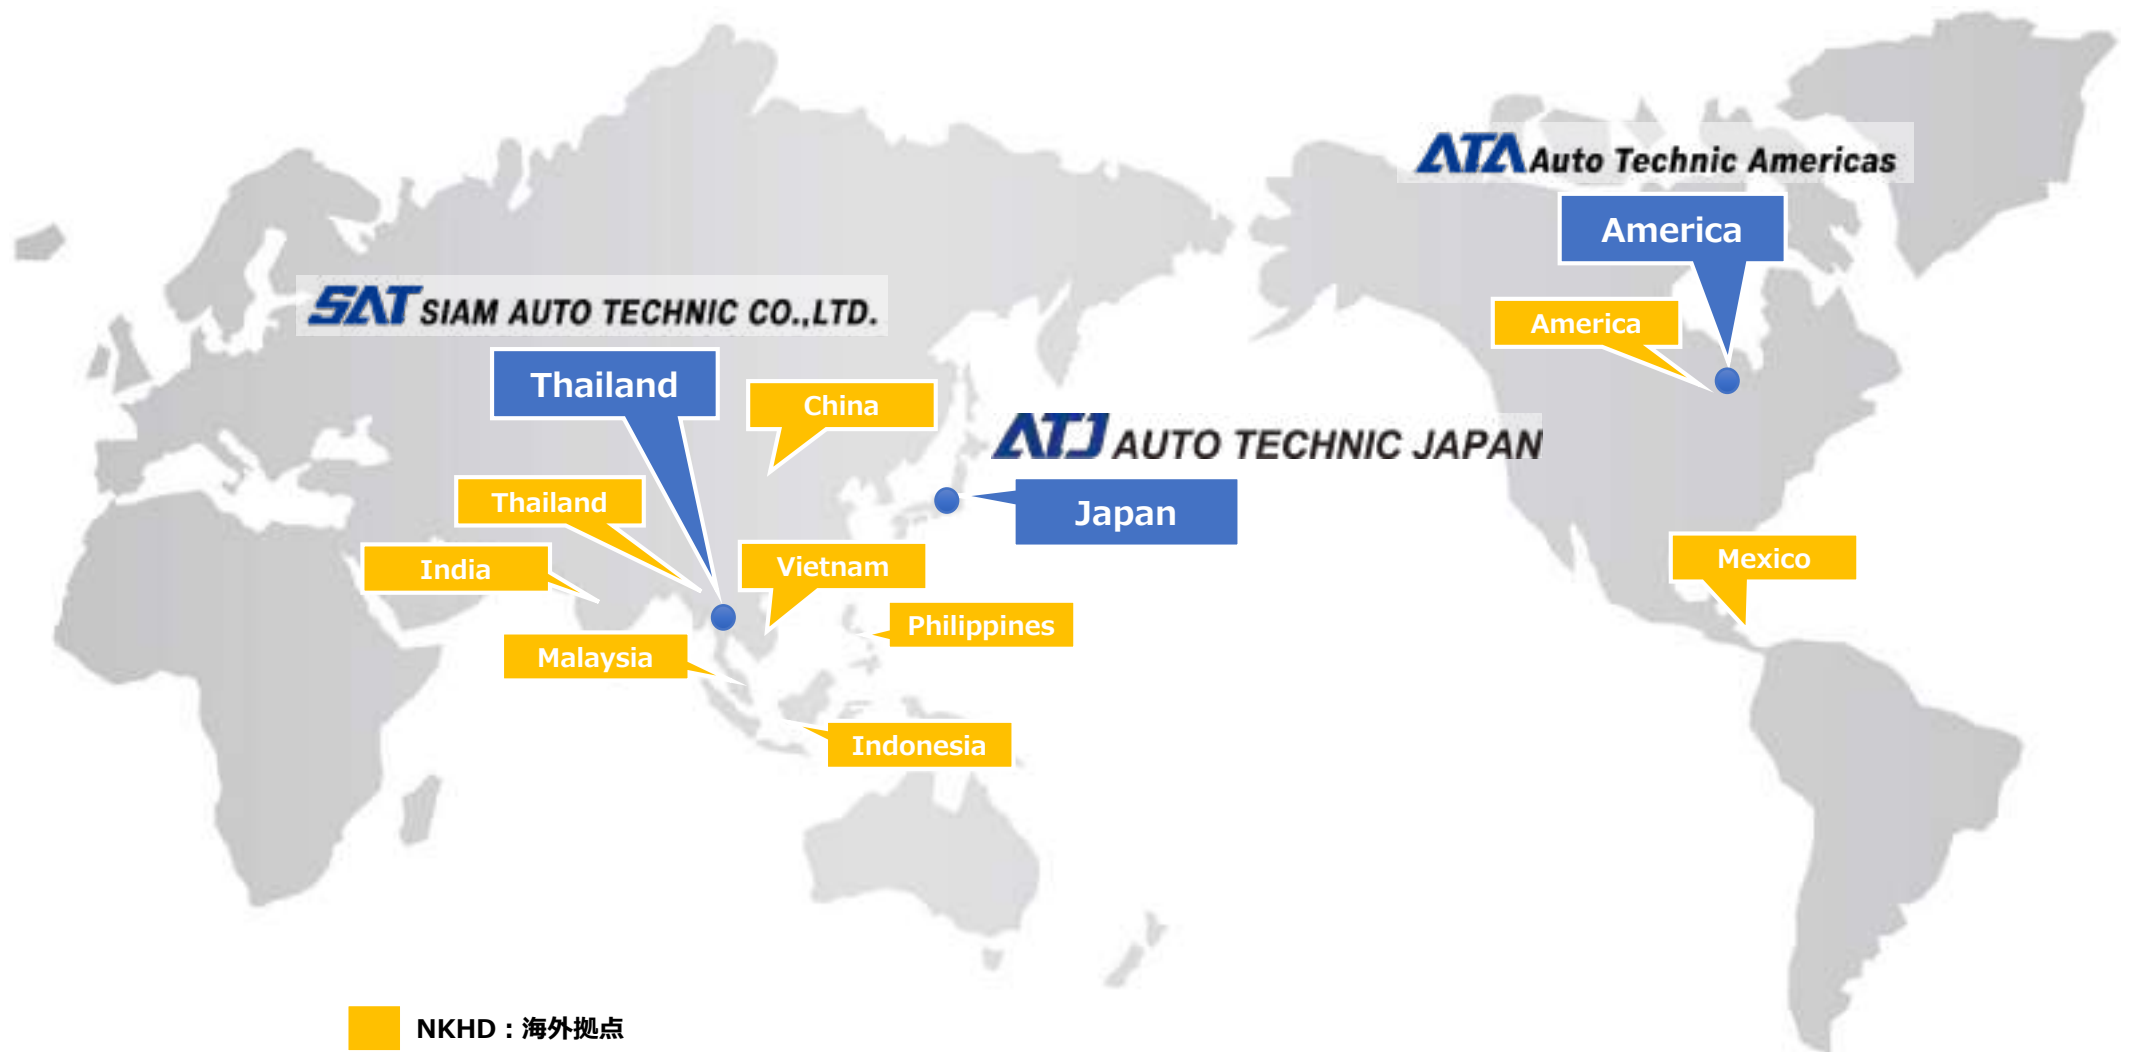 ATA Auto Technic Americas
America
America
SAT SIAM AUTO TECHNIC CO.,LTD.
Thailand
China
ATJ AUTO TECHNIC JAPAN
Thailand
Japan
India
Vietnam
Mexico
Philippines
Malaysia
Indonesia
NKHD：海外拠点